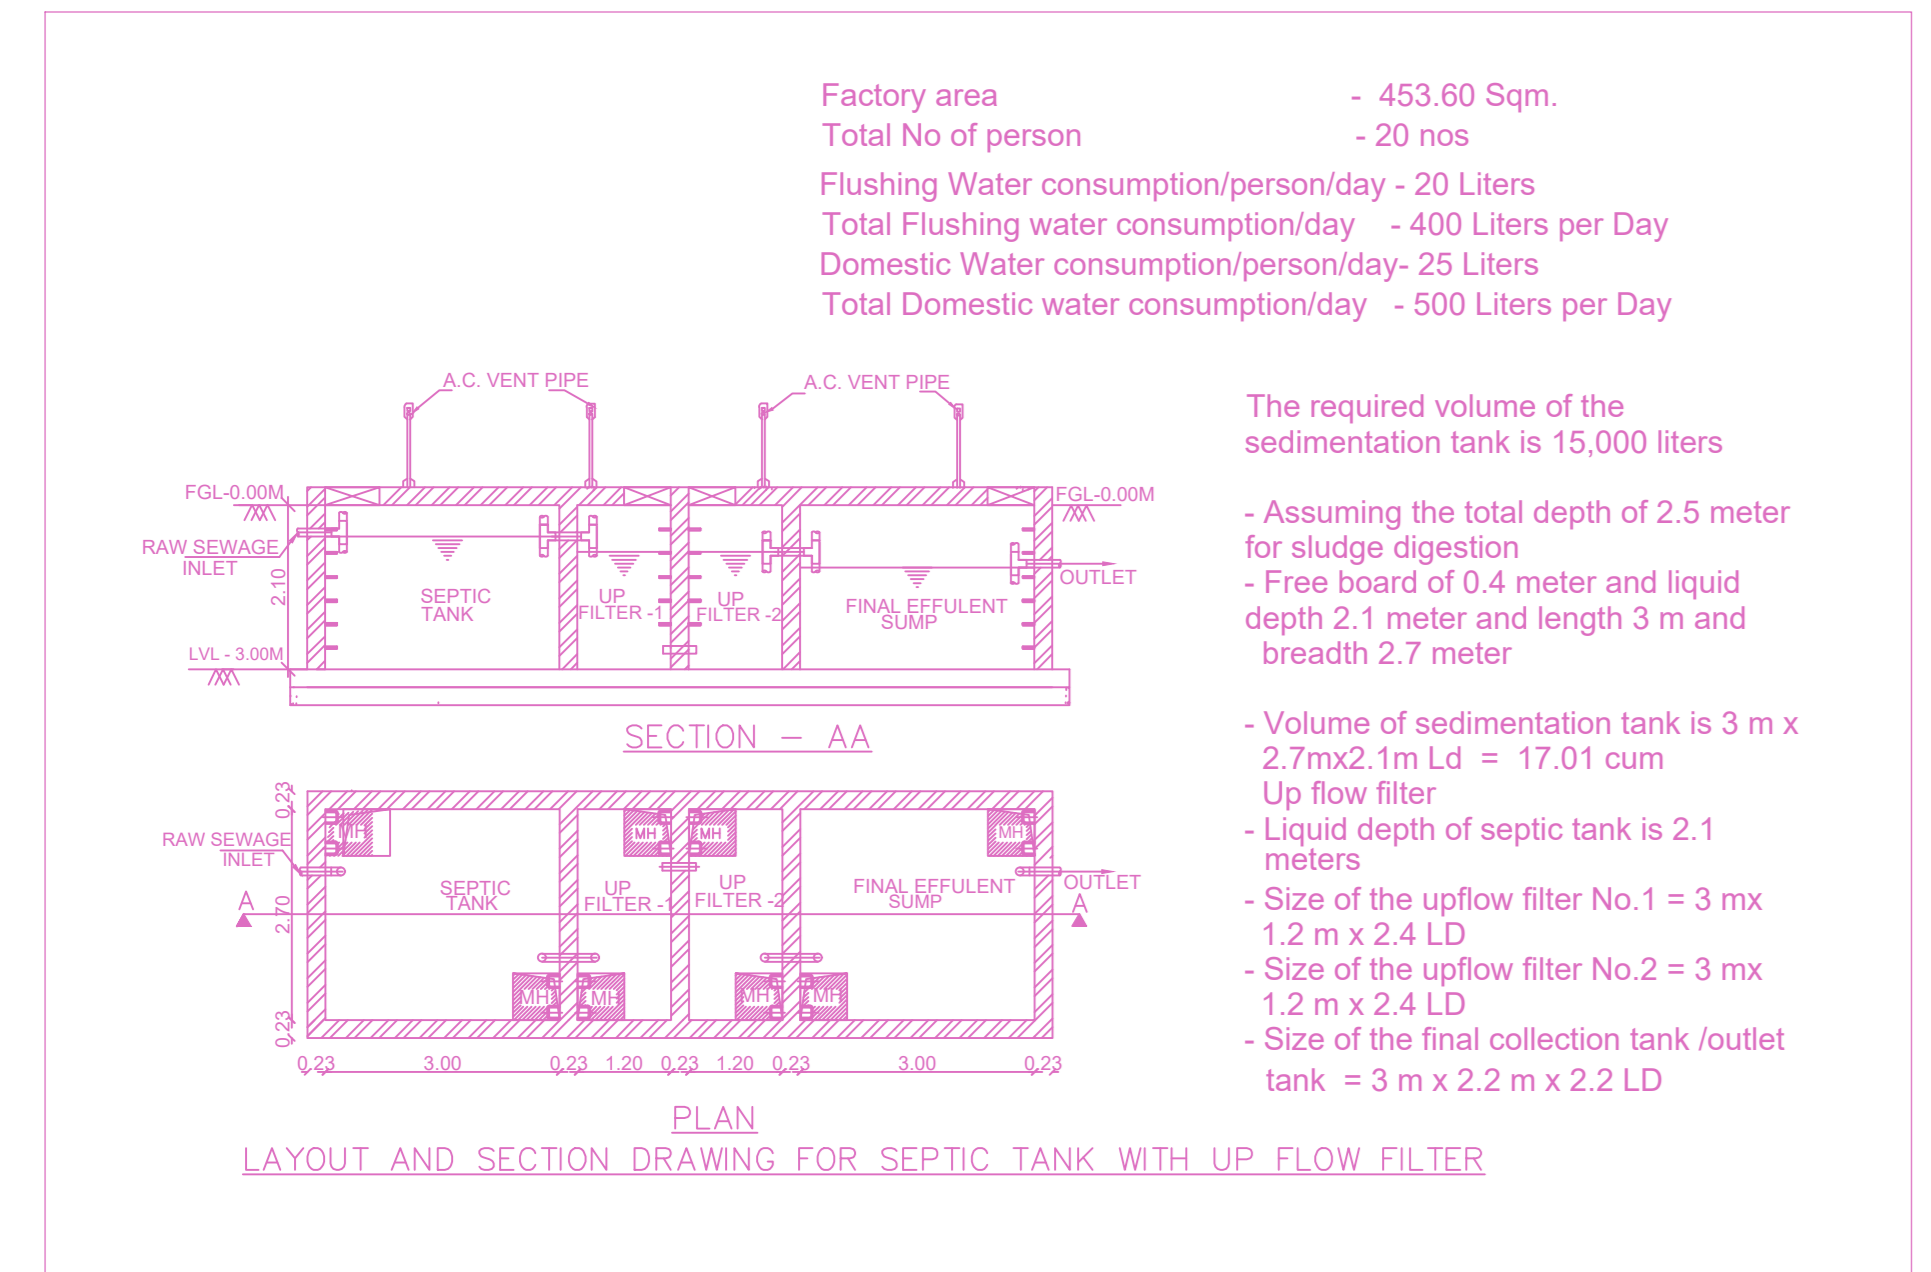 Factory area - 453.60 Sqm.
Total No of person - 20 nos
Flushing Water consumption/person/day - 20 Liters
Total Flushing water consumption/day - 400 Liters per Day
Domestic Water consumption/person/day- 25 Liters
Total Domestic water consumption/day - 500 Liters per Day
A.C. VENT PIPE
A.C. VENT PIPE
FGL-0.00M
FGL-0.00M
RAW SEWAGE
INLET
2.10
LVL - 3.00M
SEPTIC
TANK
UP
FILTER -1
UP
FILTER -2
FINAL EFFULENT
SUMP
OUTLET
SECTION - AA
The required volume of the
sedimentation tank is 15,000 liters
- Assuming the total depth of 2.5 meter
for sludge digestion
- Free board of 0.4 meter and liquid
depth 2.1 meter and length 3 m and
breadth 2.7 meter
- Volume of sedimentation tank is 3 m x
2.7mx2.1m Ld = 17.01 cum
Up flow filter
- Liquid depth of septic tank is 2.1
meters
- Size of the upflow filter No.1 = 3 mx
1.2 m x 2.4 LD
- Size of the upflow filter No.2 = 3 mx
1.2 m x 2.4 LD
- Size of the final collection tank /outlet
tank = 3 m x 2.2 m x 2.2 LD
0.23
MH
MH
MH
MH
RAW SEWAGE
INLET
SEPTIC
TANK
UP
FILTER -1
UP
FILTER -2
FINAL EFFULENT
SUMP
OUTLET
A
A
2.70
MH
MH
MH
MH
0.23
0.23 3.00 0.23 1.20 0.23 1.20 0.23 3.00 0.23
PLAN
LAYOUT AND SECTION DRAWING FOR SEPTIC TANK WITH UP FLOW FILTER